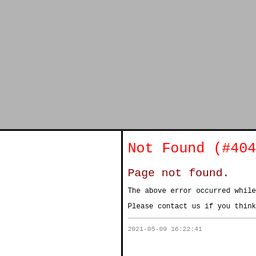 Not Found (#404
Page not found.
The above error occurred while
Please contact us if you think
2021-05-09 16:22:41